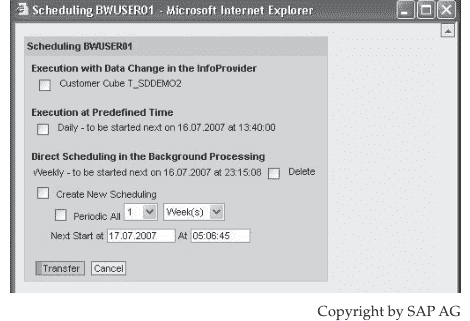 Scheduling BWUSER01 - Microsoft Internet Explorer
Scheduling BWUSER01
Execution with Data Change in the InfoProvider
Customer Cube T_SDDEMO2
Execution at Predefined Time
Daily - to be started next on 16.07.2007 at 13:40:00
Direct Scheduling in the Background Processing
Weekly - to be started next on 16.07.2007 at 23:15:08 Delete
Create New Scheduling
Periodic All 1 Week(s)
Next Start at 17.07.2007 At 05:06:45
Transfer Cancel
Copyright by SAP AG